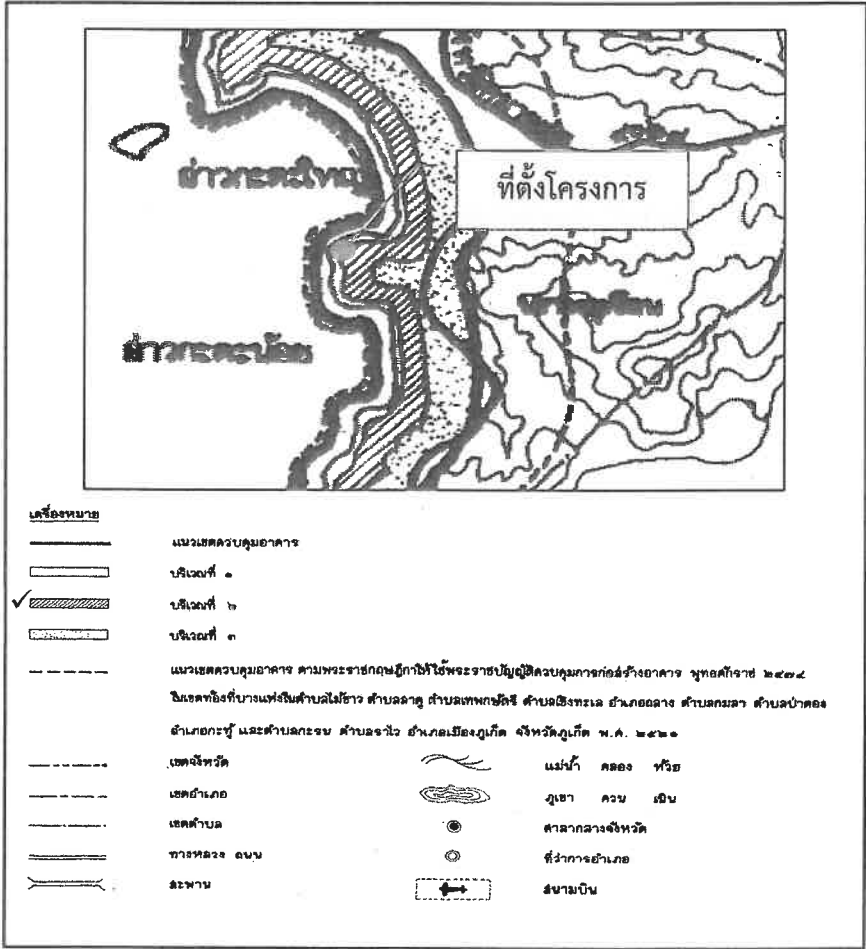 อ่าวกะตะใหญ่
ที่ตั้งโครงการ
อ่าวกะตะน้อย
เครื่องหมาย
แนวเขตควบคุมอาคาร
บริเวณที่ ๑
✓ บริเวณที่ ๒
บริเวณที่ ๓
แนวเขตควบคุมอาคาร ตามพระราชกฤษฎีกาให้ใช้พระราชบัญญัติควบคุมการก่อสร้างอาคาร พุทธศักราช ๒๔๗๙
ในเขตท้องที่บางแห่งในตำบลไม้ขาว ตำบลสาคู ตำบลเทพกษัตรี ตำบลเชิงทะเล อำเภอถลาง ตำบลกมลา ตำบลป่าตอง
อำเภอกะทู้ และตำบลกะรน ตำบลราไว อำเภอเมืองภูเก็ต จังหวัดภูเก็ต พ.ศ. ๒๕๒๑
เขตจังหวัด
แม่น้ำ คลอง ห้วย
เขตอำเภอ
ภูเขา ควน เนิน
เขตตำบล
ศาลากลางจังหวัด
ทางหลวง ถนน
ที่ว่าการอำเภอ
สะพาน
สนามบิน